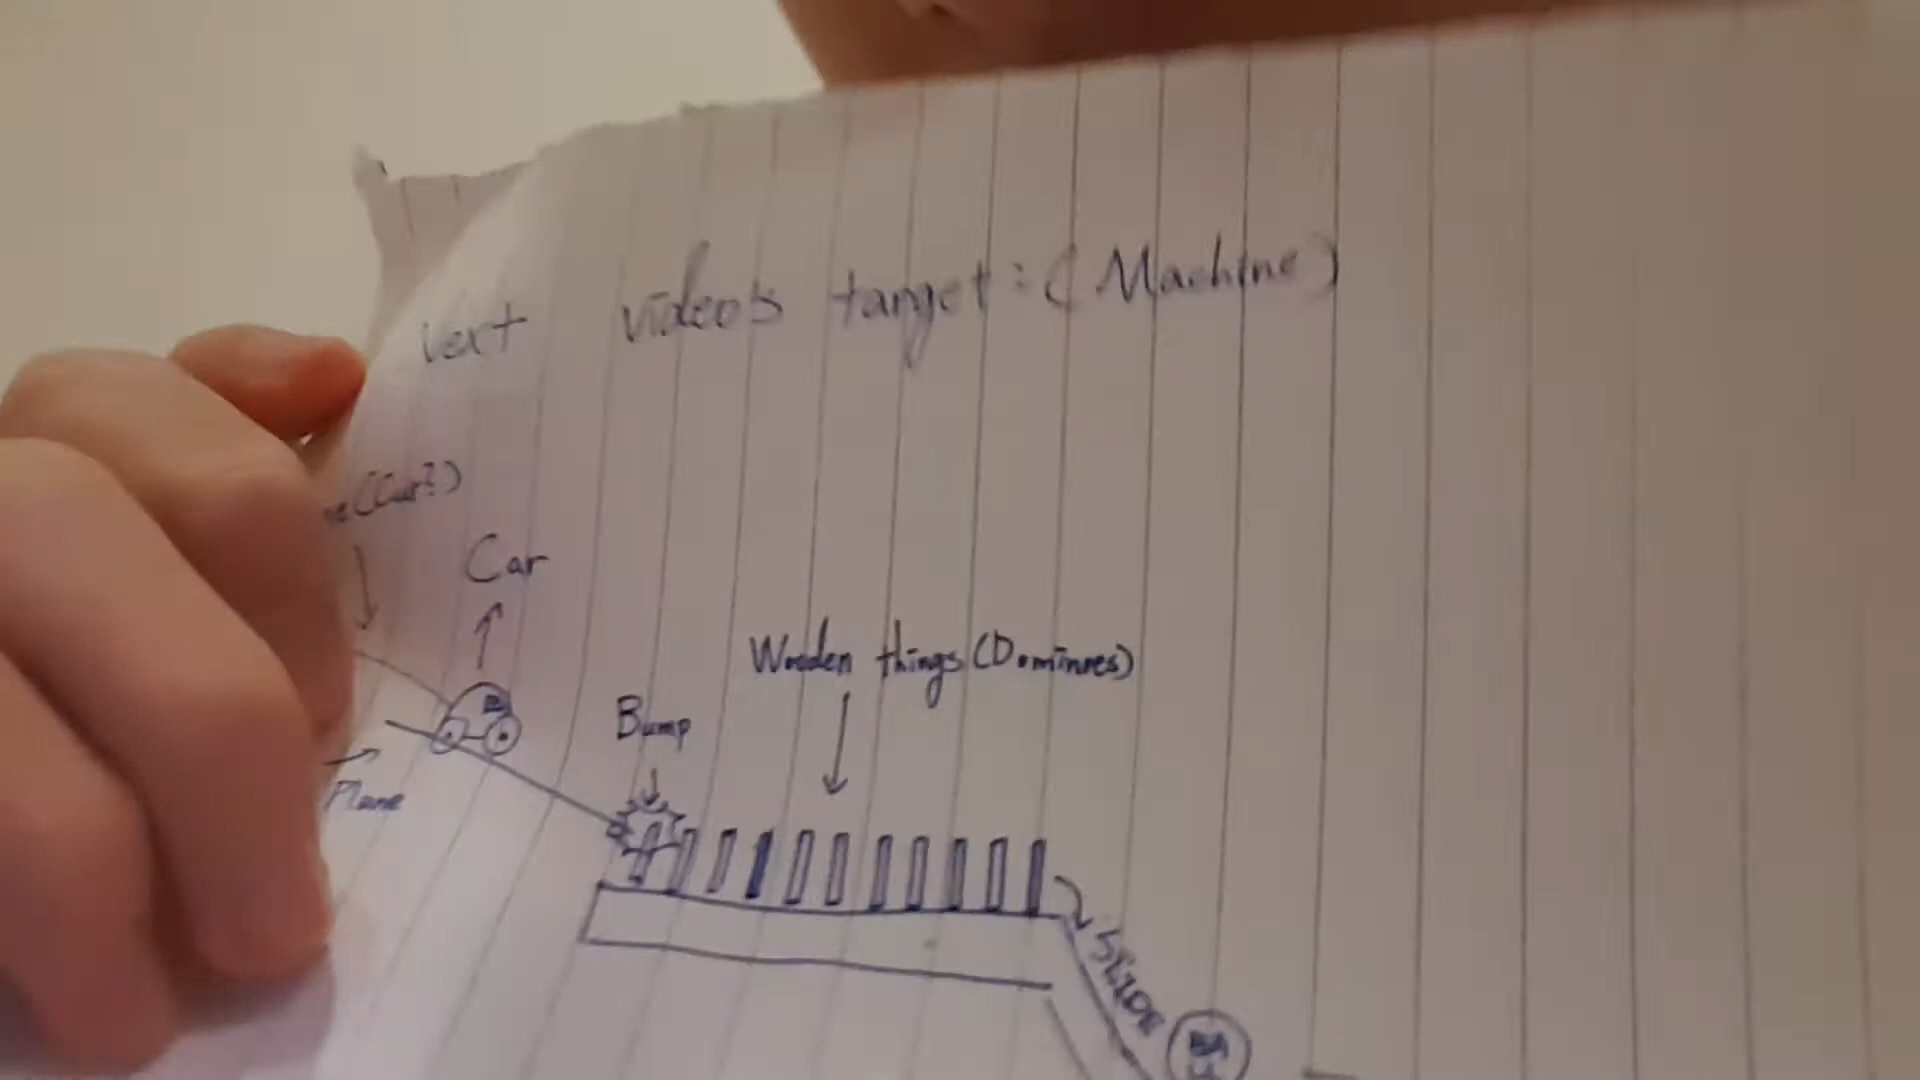 Next video's target:(Machine)
(Car?)
Car
Wooden things(Dominoes)
Bump
Plane
SLIDE